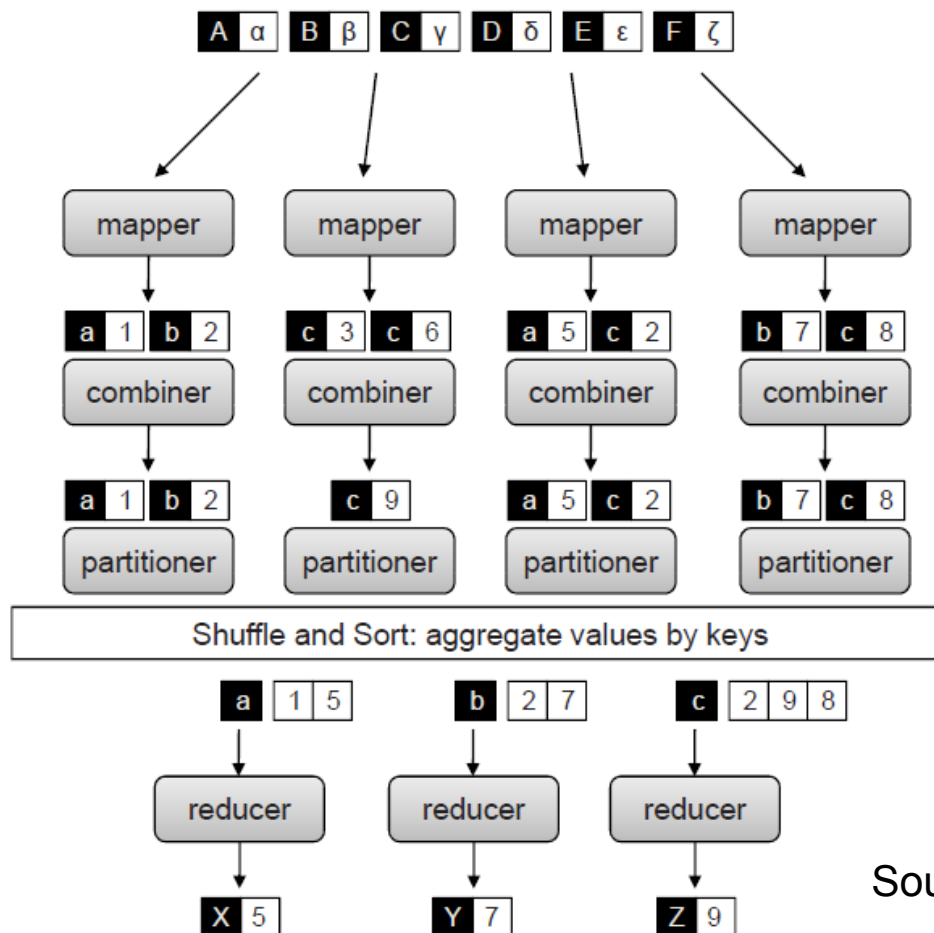 A α B β C γ D δ E ε F ζ
mapper mapper mapper mapper
a 1 b 2 c 3 c 6 a 5 c 2 b 7 c 8
combiner combiner combiner combiner
a 1 b 2 c 9 a 5 c 2 b 7 c 8
partitioner partitioner partitioner partitioner
Shuffle and Sort: aggregate values by keys
a 1 5 b 2 7 c 2 9 8
reducer reducer reducer
X 5 Y 7 Z 9
Sou